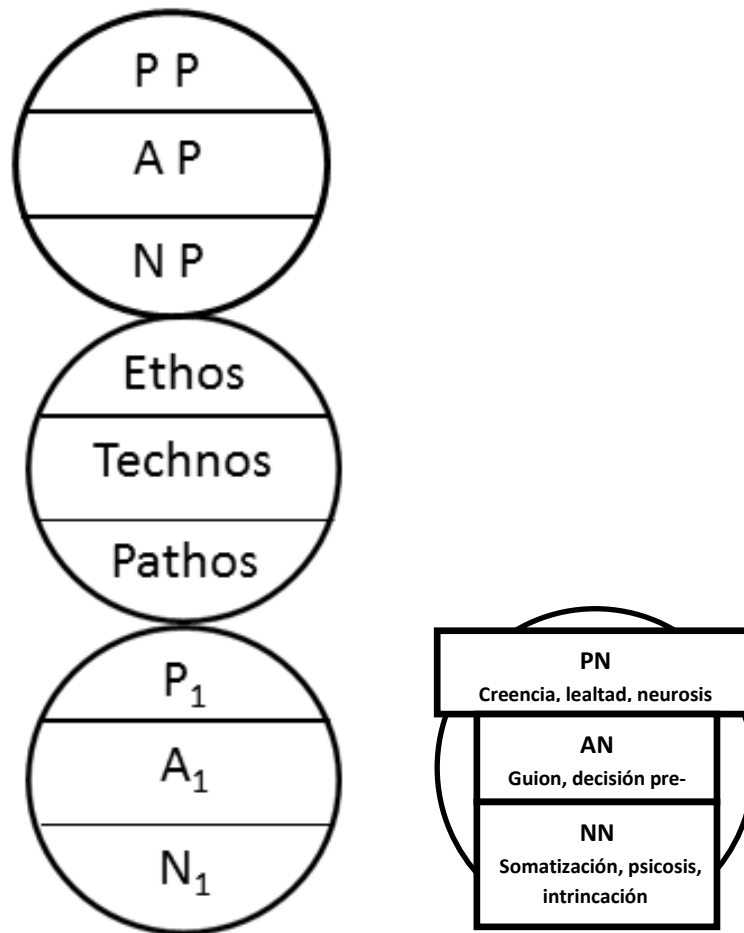 P P
A P
N P
Ethos
Technos
Pathos
P₁
A₁
N₁
PN
Creencia, lealtad, neurosis
AN
Guion, decisión pre-
NN
Somatización, psicosis,
intrincación